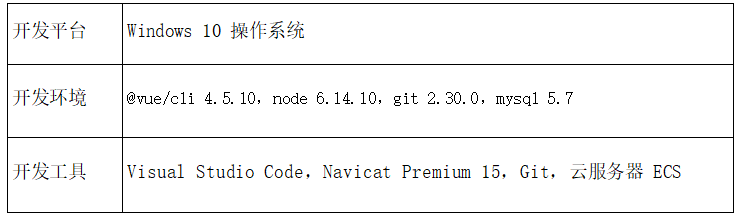 开发平台 Windows 10 操作系统
开发环境 @vue/cli 4.5.10，node 6.14.10，git 2.30.0，mysql 5.7
开发工具 Visual Studio Code，Navicat Premium 15，Git，云服务器 ECS